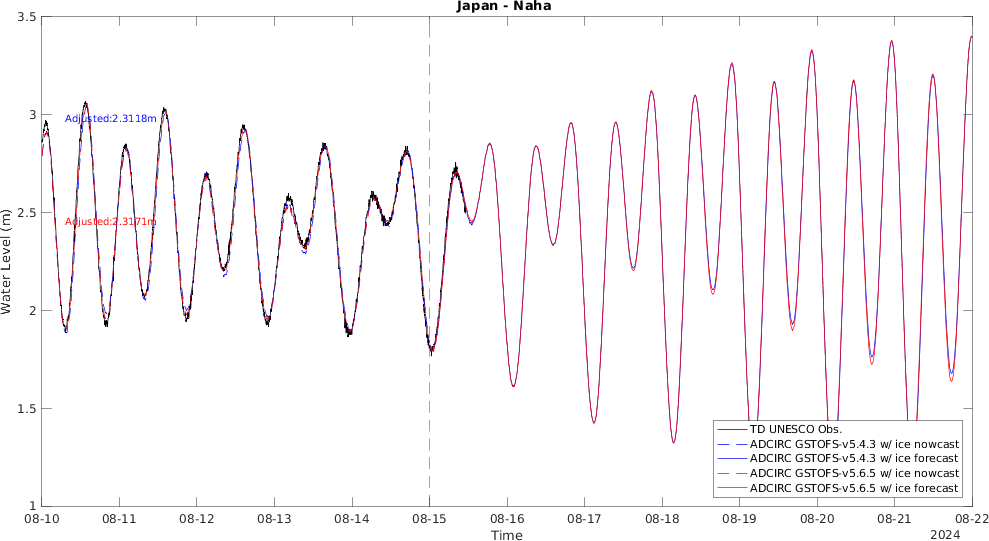 Japan - Naha
3.5
3
2.5
2
1.5
1
Water Level (m)
Adjusted:2.3118m
Adjusted:2.3171m
TD UNESCO Obs.
ADCIRC GSTOFS-v5.4.3 w/ ice nowcast
ADCIRC GSTOFS-v5.4.3 w/ ice forecast
ADCIRC GSTOFS-v5.6.5 w/ ice nowcast
ADCIRC GSTOFS-v5.6.5 w/ ice forecast
08-10 08-11 08-12 08-13 08-14 08-15 08-16 08-17 08-18 08-19 08-20 08-21 08-22
Time
2024